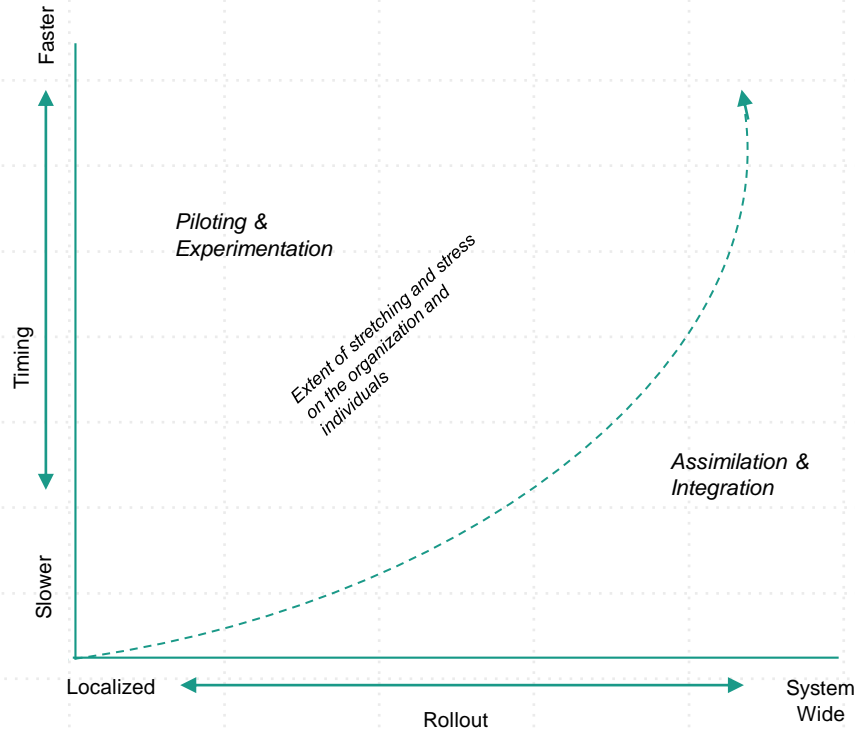 Faster
Piloting &
Experimentation
Extent of stretching and stress
on the organization and
individuals
Timing
Assimilation &
Integration
Slower
Localized
System
Wide
Rollout